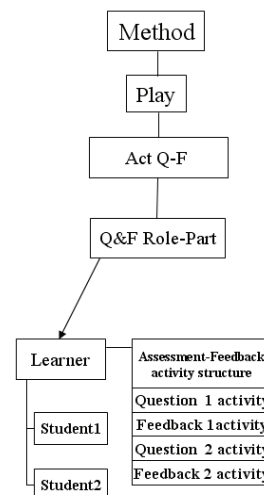 Method
Play
Act Q-F
Q&F Role-Part
Learner
Assessment-Feedback
activity structure
Question 1 activity
Feedback 1activity
Question 2 activity
Feedback 2 activity
Student1
Student2